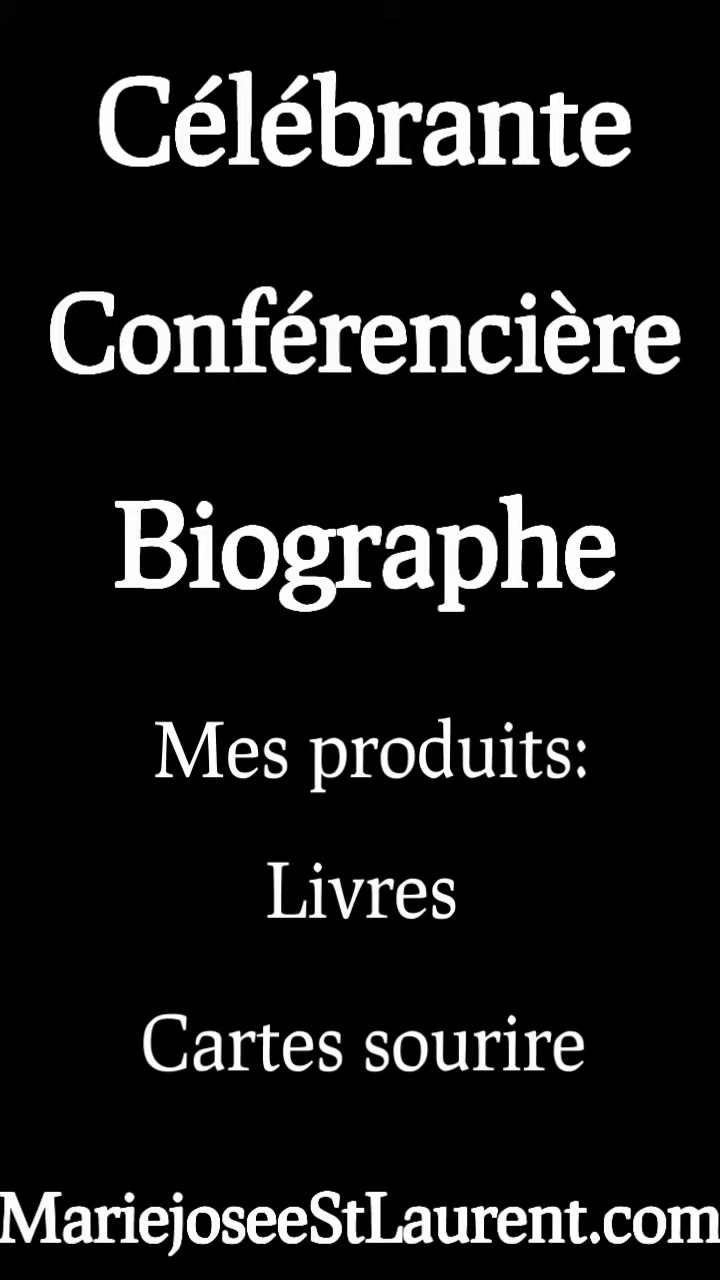 Célébrante
Conférencière
Biographe
Mes produits:
Livres
Cartes sourire
MariejoseeStLaurent.com